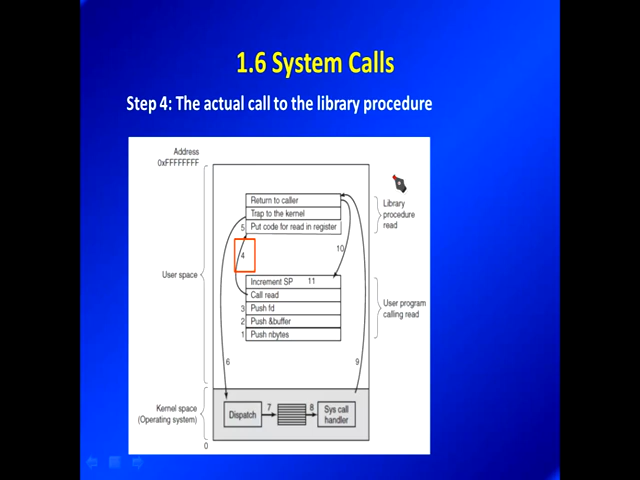 1.6 System Calls
Step 4: The actual call to the library procedure
Address
0xFFFFFFFF
Return to caller
Trap to the kernel
5 Put code for read in register
Library
procedure
read
4
10
User space
Increment SP 11
Call read
3 Push fd
2 Push &buffer
1 Push nbytes
User program
calling read
6
9
Kernel space
(Operating system)
Dispatch
7
8
Sys call
handler
0